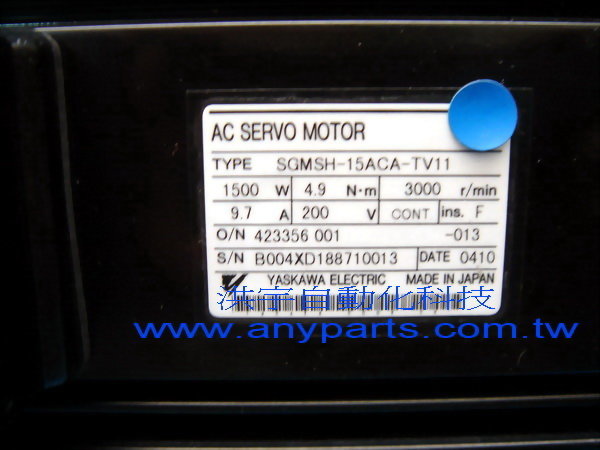 AC SERVO MOTOR
TYPE SGMSH-15ACA-TV11
1500 W 4.9 N·m 3000 r/min
9.7 A 200 V CONT ins. F
O/N 423356 001 -013
S/N B004XD188710013 DATE 0410
YASKAWA ELECTRIC MADE IN JAPAN
洪宇自動化科技
www.anyparts.com.tw